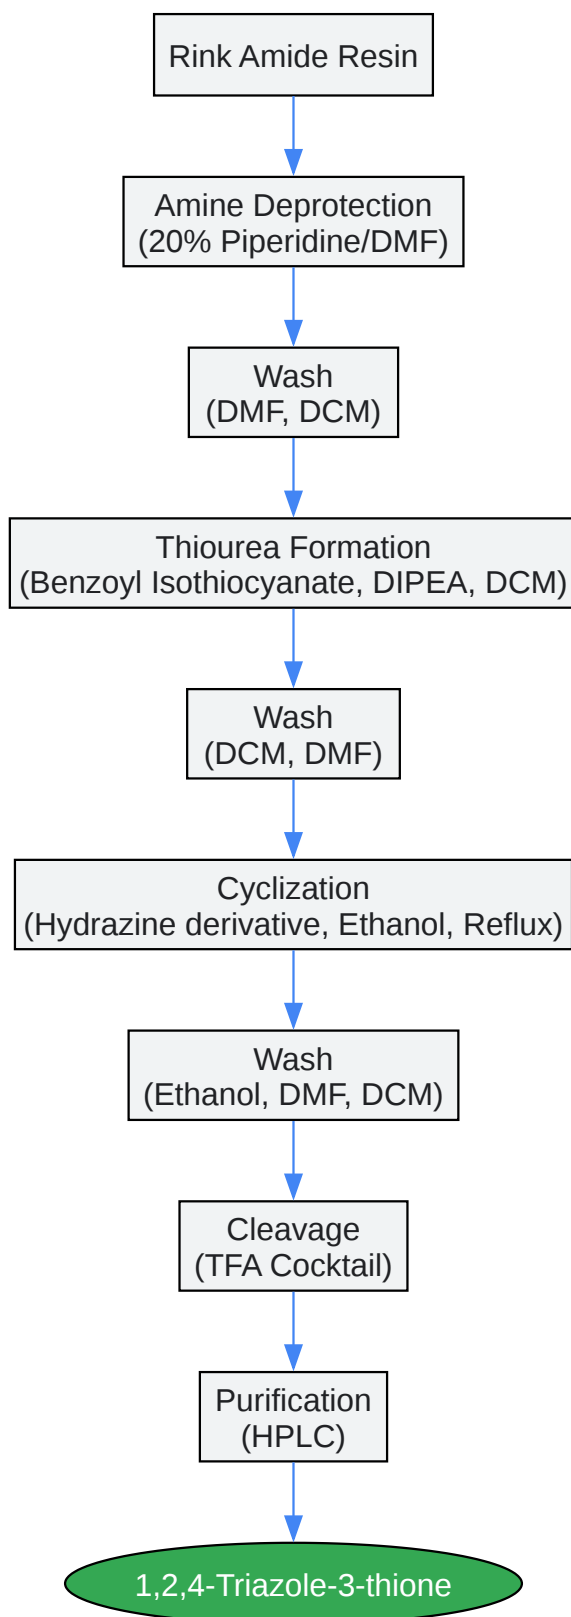 Rink Amide Resin
Amine Deprotection
(20% Piperidine/DMF)
Wash
(DMF, DCM)
Thiourea Formation
(Benzoyl Isothiocyanate, DIPEA, DCM)
Wash
(DCM, DMF)
Cyclization
(Hydrazine derivative, Ethanol, Reflux)
Wash
(Ethanol, DMF, DCM)
Cleavage
(TFA Cocktail)
Purification
(HPLC)
1,2,4-Triazole-3-thione